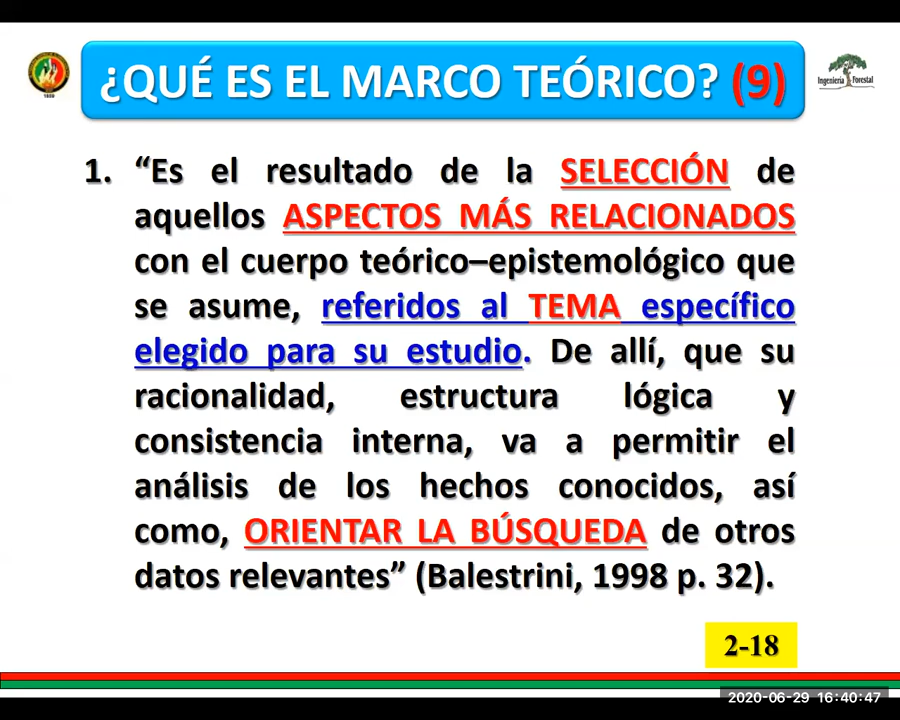 ¿QUÉ ES EL MARCO TEÓRICO? (9)
1859
Ingeniería Forestal
1. “Es el resultado de la SELECCIÓN de
aquellos ASPECTOS MÁS RELACIONADOS
con el cuerpo teórico–epistemológico que
se asume, referidos al TEMA específico
elegido para su estudio. De allí, que su
racionalidad, estructura lógica y
consistencia interna, va a permitir el
análisis de los hechos conocidos, así
como, ORIENTAR LA BÚSQUEDA de otros
datos relevantes” (Balestrini, 1998 p. 32).
2-18
2020-06-29 16:40:47